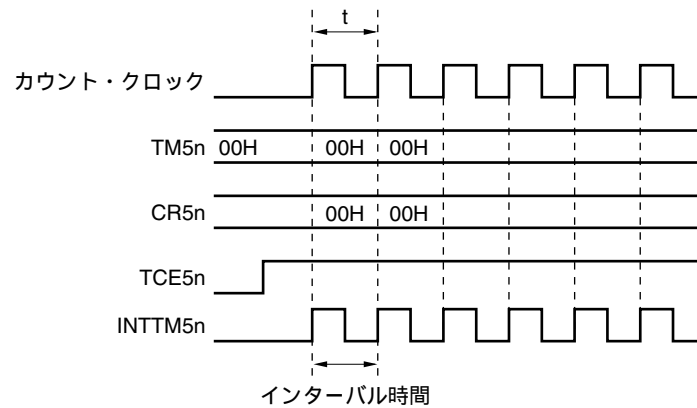 t
カウント・クロック
TM5n 00H 00H 00H
CR5n 00H 00H
TCE5n
INTTM5n
インターバル時間